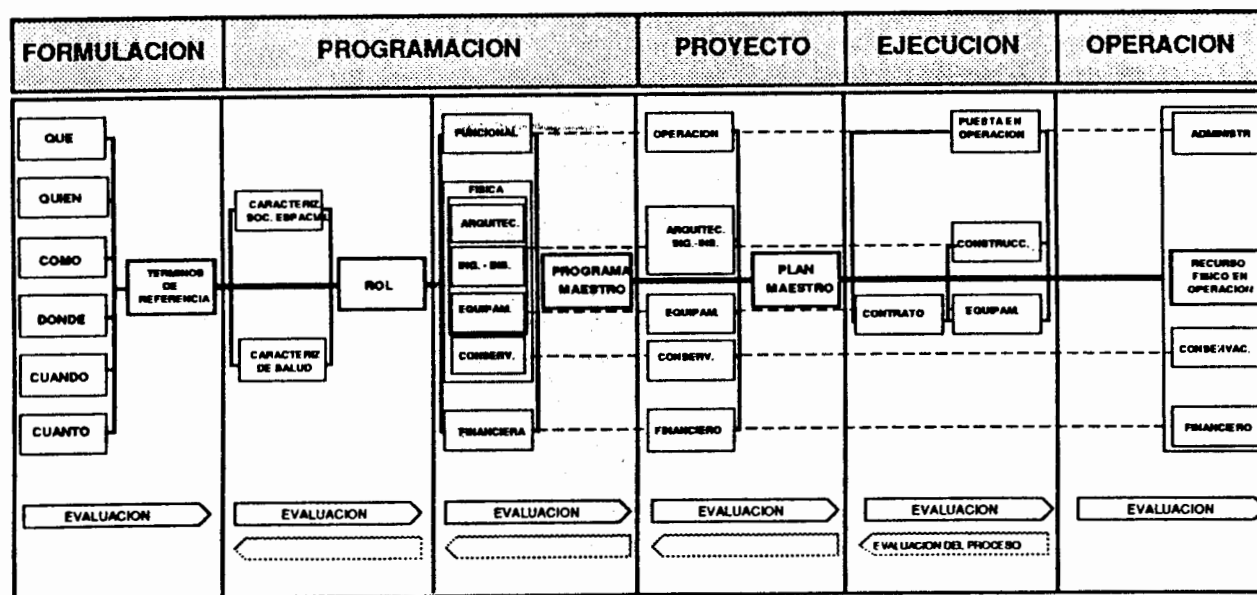 FORMULACION
PROGRAMACION
PROYECTO
EJECUCION
OPERACION
QUE
QUIEN
COMO
DONDE
CUANDO
CUANTO
TERMINOS
DE
REFERENCIA
CARACTERIZ.
SOC. ESPACIAL
CARACTERIZ
DE SALUD
ROL
FUNCIONAL
FISICA
ARQUITEC.
ING. - INS.
EQUIPAM.
CONSERV.
FINANCIERA
PROGRAMA
MAESTRO
OPERACION
ARQUITEC.
ING.-INS.
EQUIPAM.
CONSERV.
FINANCIERO
PLAN
MAESTRO
PUESTA EN
OPERACION
CONSTRUCC.
CONTRATO
EQUIPAM.
ADMINISTR
RECURSO
FISICO EN
OPERACION
CONSERVAC.
FINANCIERO
EVALUACION
EVALUACION
EVALUACION
EVALUACION
EVALUACION
EVALUACION
EVALUACION DEL PROCESO